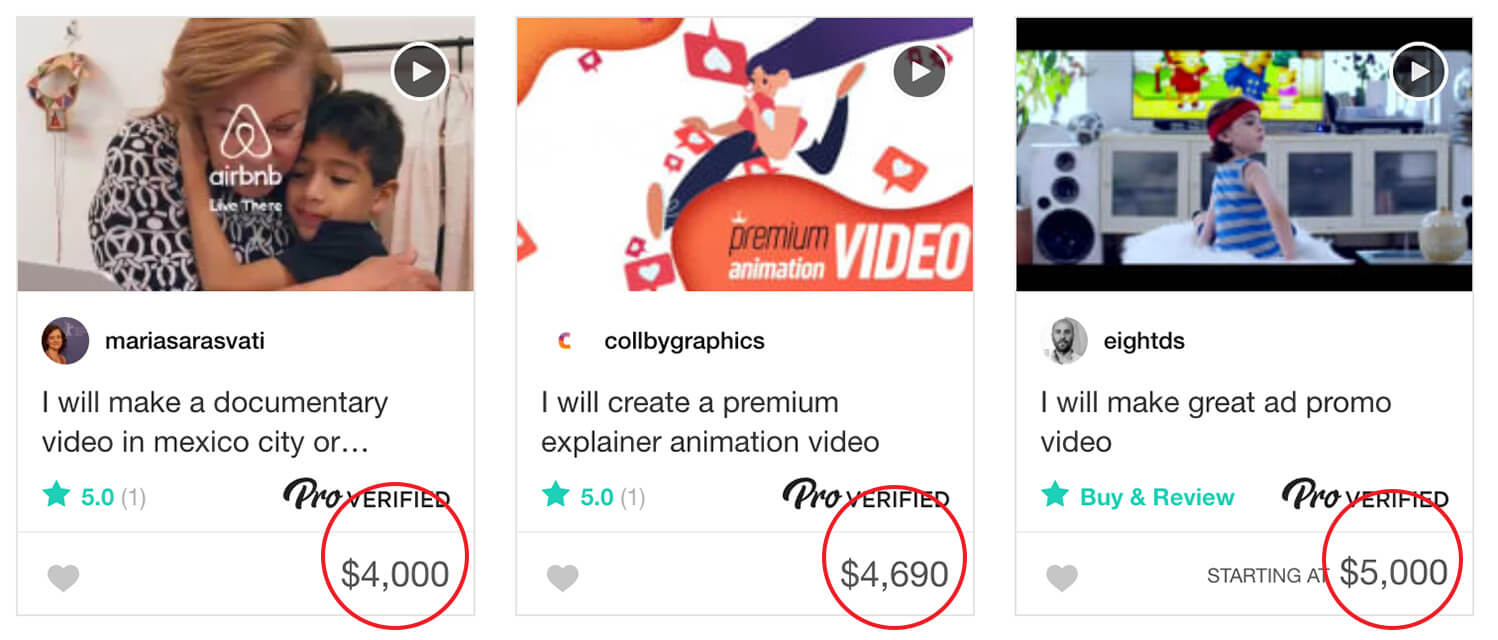 airbnb
Live There
mariasarasvati
I will make a documentary
video in mexico city or…
5.0 (1)
Pro VERIFIED
$4,000
premium
animation VIDEO
C
collbygraphics
I will create a premium
explainer animation video
5.0 (1)
Pro VERIFIED
$4,690
eightds
I will make great ad promo
video
Buy & Review
Pro VERIFIED
STARTING AT $5,000